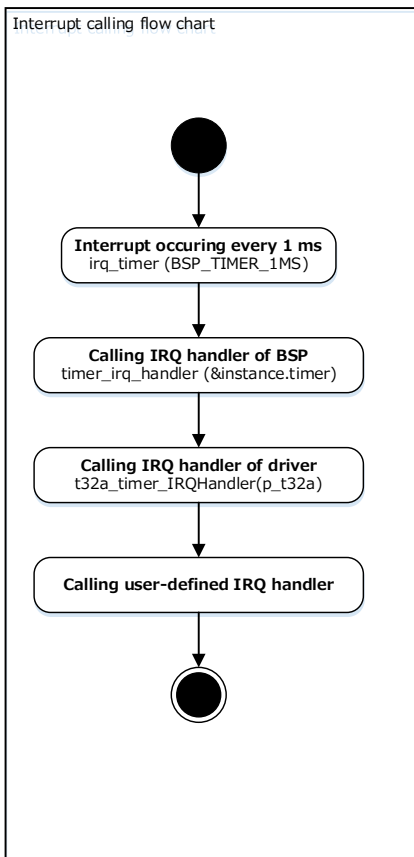 Interrupt calling flow chart
Interrupt occuring every 1 ms
irq_timer (BSP_TIMER_1MS)
Calling IRQ handler of BSP
timer_irq_handler (&instance.timer)
Calling IRQ handler of driver
t32a_timer_IRQHandler(p_t32a)
Calling user-defined IRQ handler